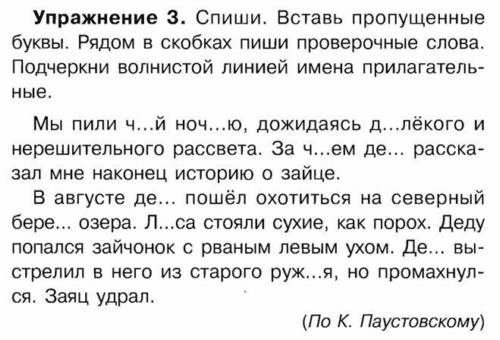 Упражнение 3. Спиши. Вставь пропущенные
буквы. Рядом в скобках пиши проверочные слова.
Подчеркни волнистой линией имена прилагатель-
ные.
Мы пили ч...й ноч...ю, дожидаясь д...лёкого и
нерешительного рассвета. За ч...ем де... расска-
зал мне наконец историю о зайце.
В августе де... пошёл охотиться на северный
бере... озера. Л...са стояли сухие, как порох. Деду
попался зайчонок с рваным левым ухом. Де... вы-
стрелил в него из старого руж...я, но промахнул-
ся. Заяц удрал.
(По К. Паустовскому)